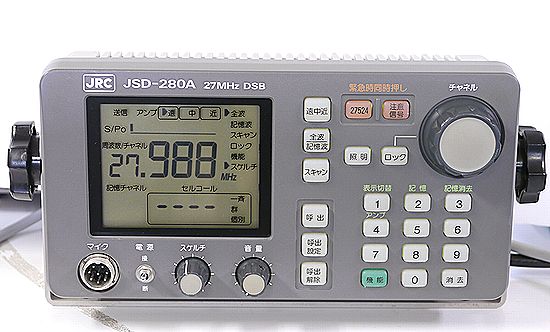 JRC JSD-280A 27MHz DSB
緊急時同時押し
チャンネル
送信 アンプ ▶遠 中 近 ▶全波
遠中近
27524
注意信号
S/Po
記憶波
スキャン
全波
記憶波
周波数/チャンネル
ロック
照明
ロック
27.988 MHz
機能
▶スケルチ
スキャン
記憶チャンネル
セルコール
表示切替 記憶 記憶消去
----
一斉
群
個別
呼出
1 2 3
アンプ
4 5 6
マイク
電源
接
断
スケルチ
音量
呼出
設定
7 8 9
呼出
解除
機能 0 消去